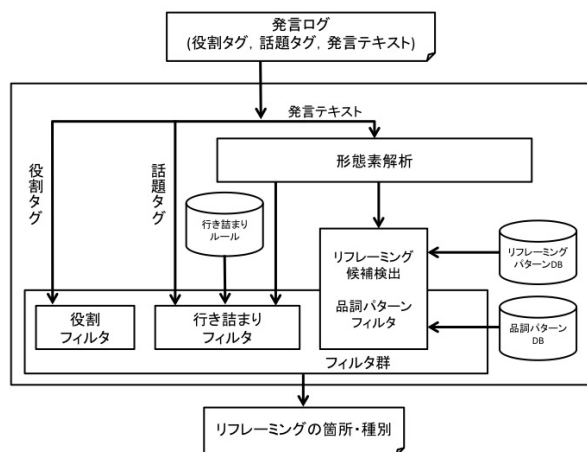 発言ログ
(役割タグ, 話題タグ, 発言テキスト)
発言テキスト
役割タグ
話題タグ
形態素解析
行き詰まり
ルール
リフレーミング
候補検出
品詞パターン
フィルタ
リフレーミング
パターンDB
品詞パターン
DB
役割
フィルタ
行き詰まり
フィルタ
フィルタ群
リフレーミングの箇所・種別